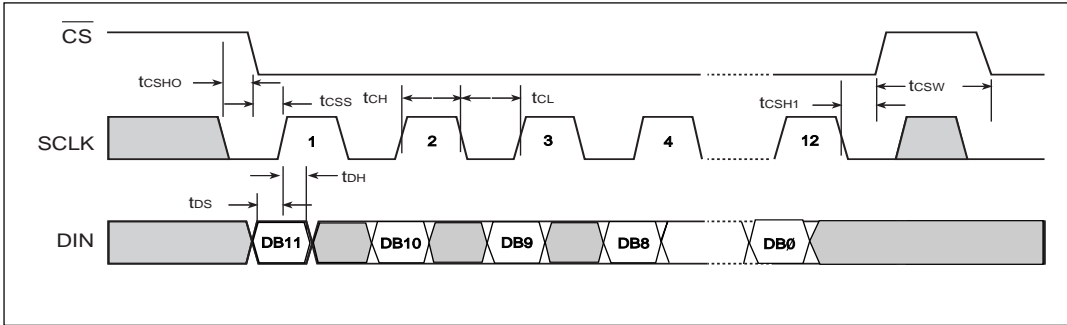 CS
tCSHO
tCSS
tCH
tCL
tCSH1
tCSW
SCLK
1
2
3
4
12
tDH
tDS
DIN
DB11
DB10
DB9
DB8
DBØ